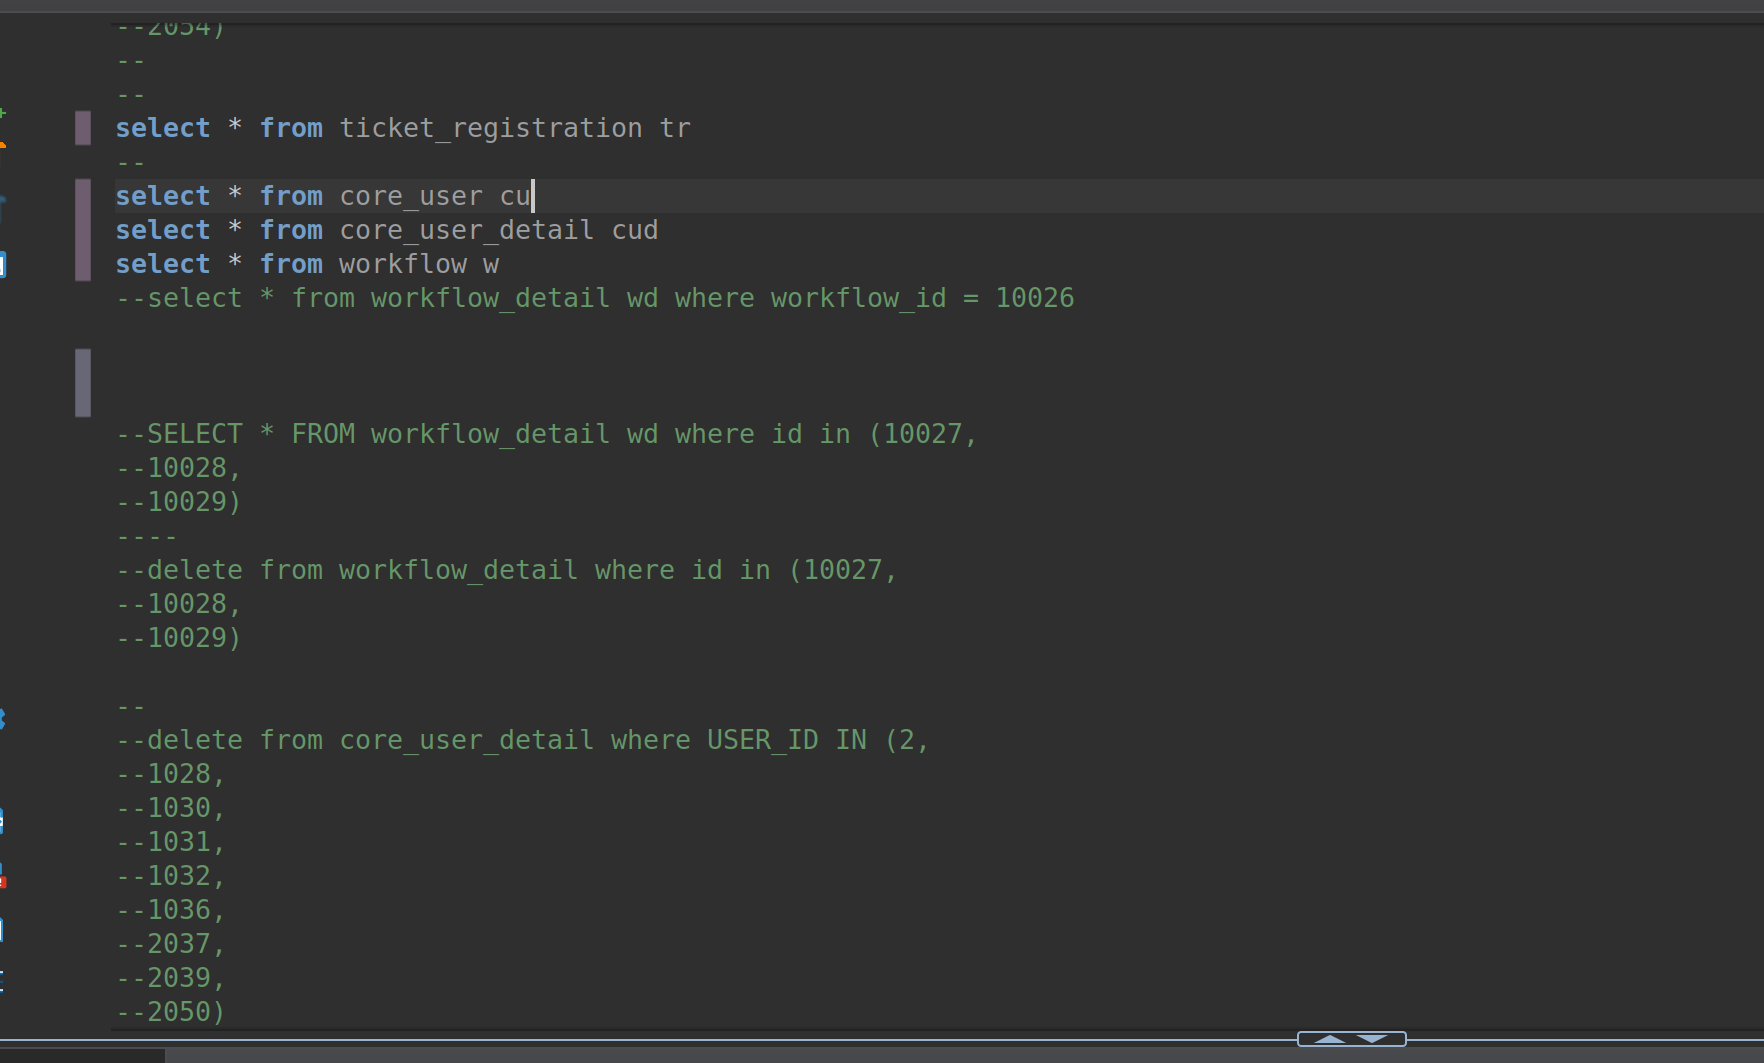 --2054)
--
--
select * from ticket_registration tr
--
select * from core_user cu
select * from core_user_detail cud
select * from workflow w
--select * from workflow_detail wd where workflow_id = 10026
--SELECT * FROM workflow_detail wd where id in (10027,
--10028,
--10029)
----
--delete from workflow_detail where id in (10027,
--10028,
--10029)
--
--delete from core_user_detail where USER_ID IN (2,
--1028,
--1030,
--1031,
--1032,
--1036,
--2037,
--2039,
--2050)